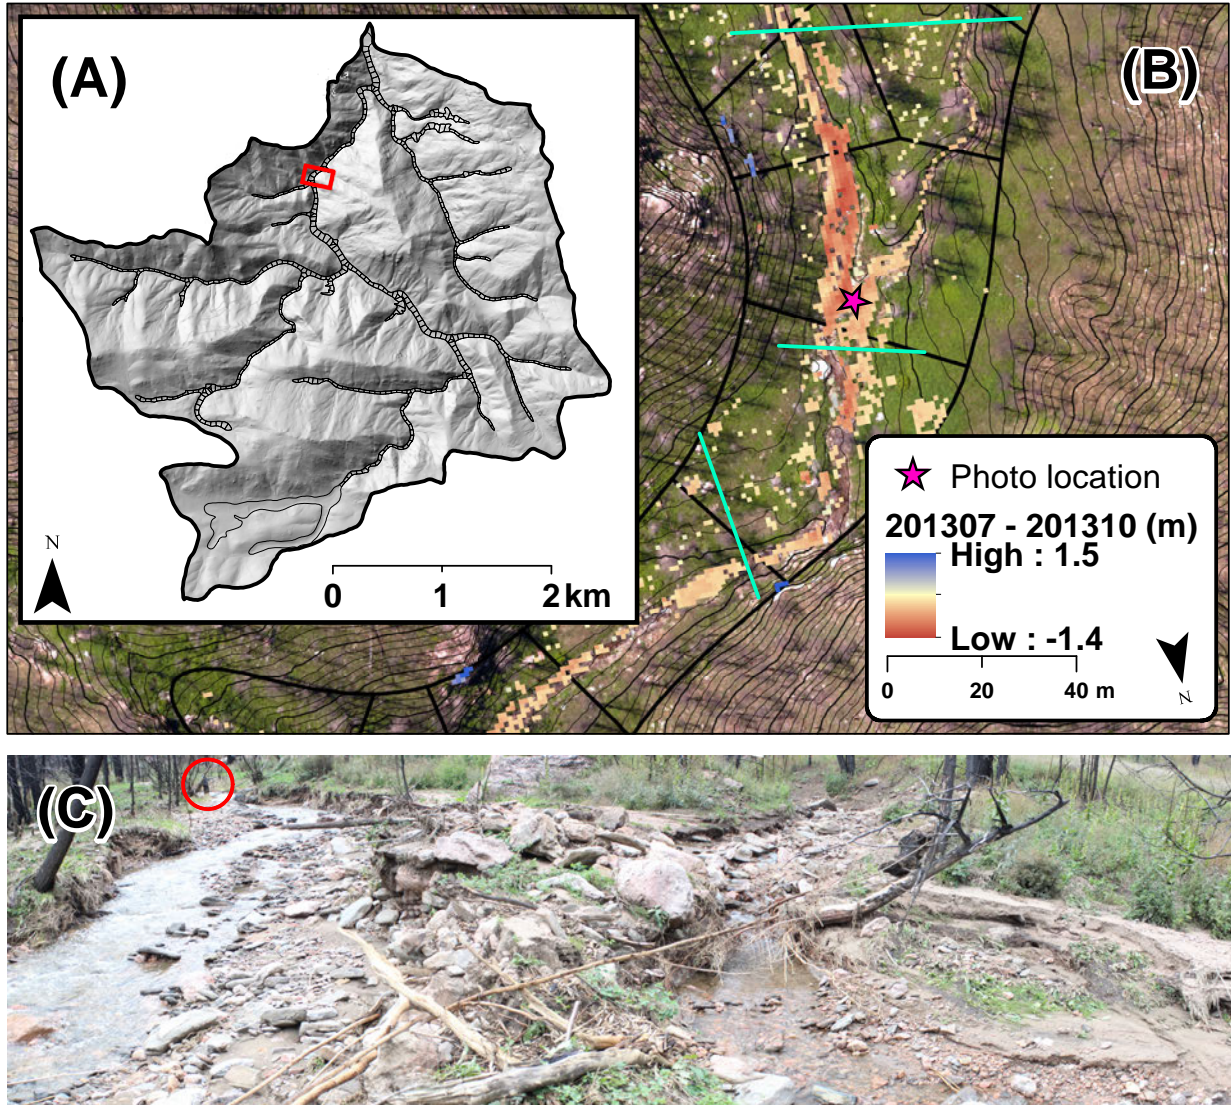 (A)
N
0 1 2 km
(B)
Photo location
201307 - 201310 (m)
High : 1.5
Low : -1.4
0 20 40 m
N
(C)